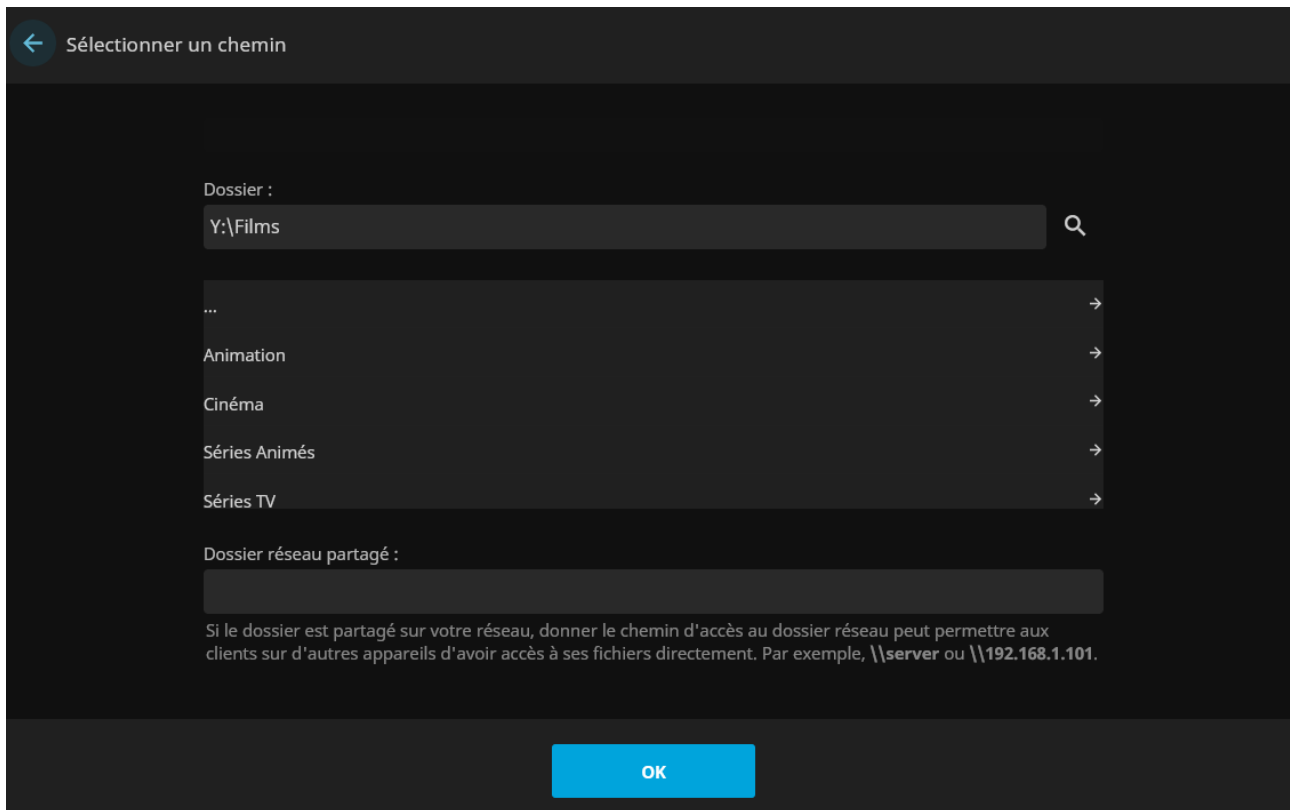 Sélectionner un chemin
Dossier :
Y:\Films
...
Animation
Cinéma
Séries Animés
Séries TV
Dossier réseau partagé :
Si le dossier est partagé sur votre réseau, donner le chemin d'accès au dossier réseau peut permettre aux
clients sur d'autres appareils d'avoir accès à ses fichiers directement. Par exemple, \\server ou \\192.168.1.101.
OK